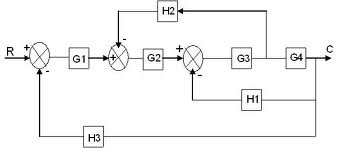 H2
-
R
+
-
G1
+
G2
+
-
G3
G4
C
H1
H3